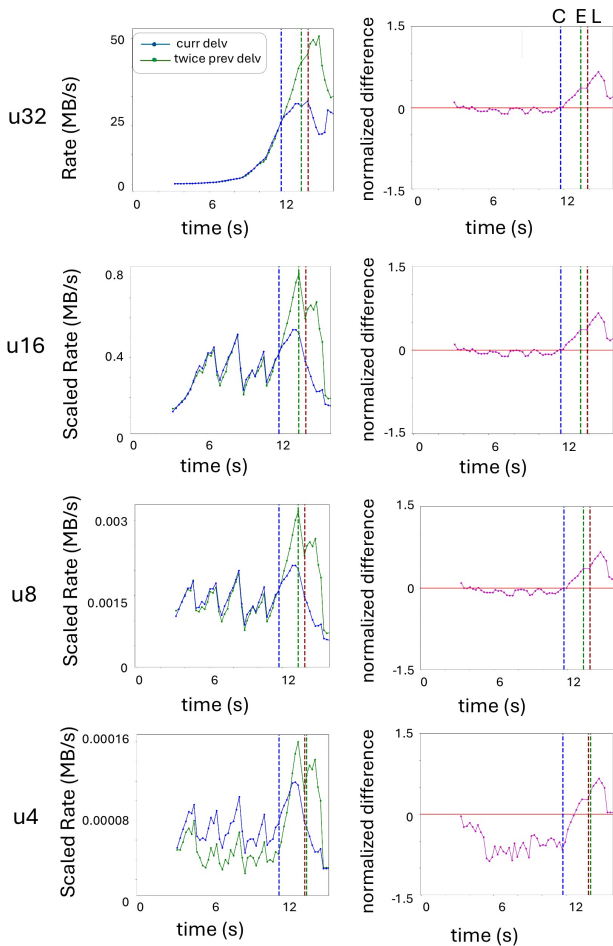 C E L
u32
Rate (MB/s)
50
25
0
curr delv
twice prev delv
0 6 12
time (s)
normalized difference
1.5
0
-1.5
0 6 12
time (s)
u16
Scaled Rate (MB/s)
0.8
0.4
0
0 6 12
time (s)
normalized difference
1.5
0
-1.5
0 6 12
time (s)
u8
Scaled Rate (MB/s)
0.003
0.0015
0
0 6 12
time (s)
normalized difference
1.5
0
-1.5
0 6 12
time (s)
u4
Scaled Rate (MB/s)
0.00016
0.00008
0
0 6 12
time (s)
normalized difference
1.5
0
-1.5
0 6 12
time (s)